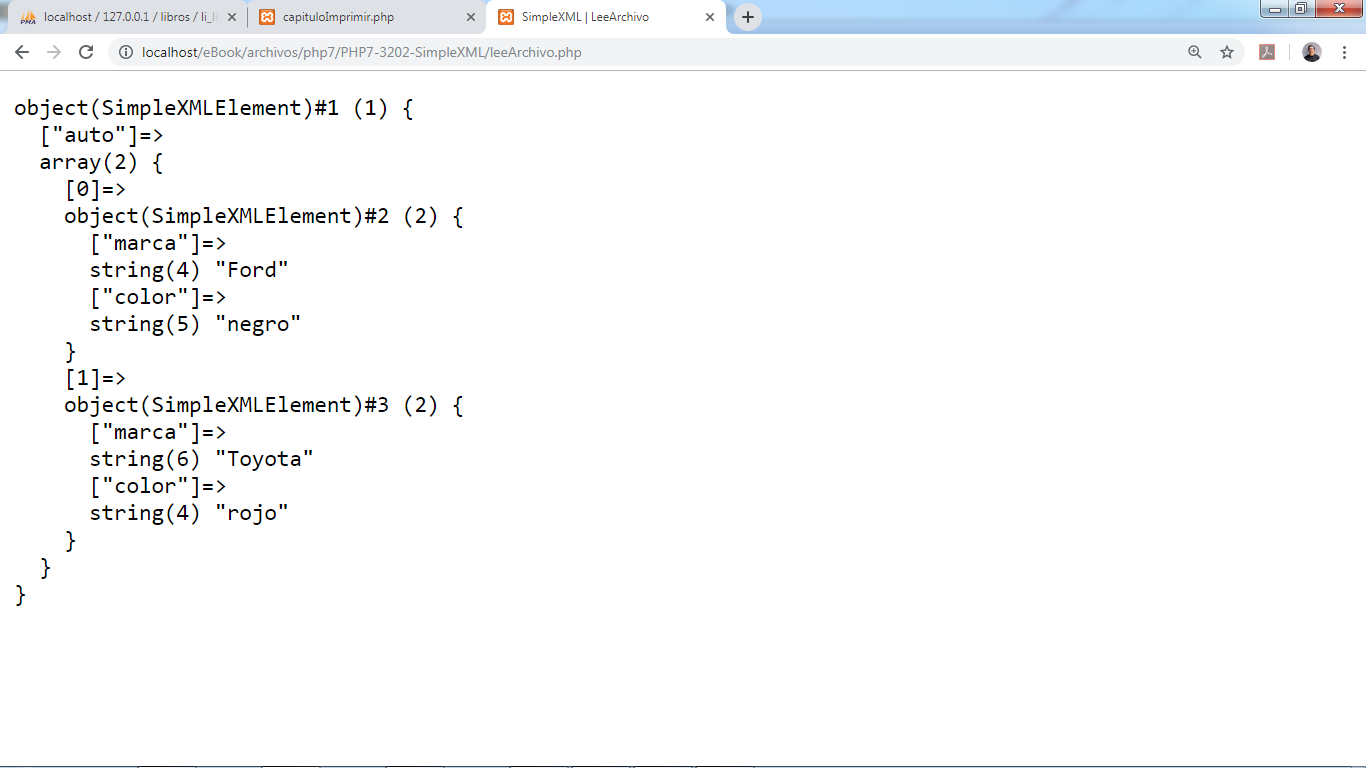 localhost / 127.0.0.1 / libros / li_li
capituloImprimir.php
SimpleXML | LeeArchivo
localhost/eBook/archivos/php7/PHP7-3202-SimpleXML/leeArchivo.php
object(SimpleXMLElement)#1 (1) {
["auto"]=>
array(2) {
[0]=>
object(SimpleXMLElement)#2 (2) {
["marca"]=>
string(4) "Ford"
["color"]=>
string(5) "negro"
}
[1]=>
object(SimpleXMLElement)#3 (2) {
["marca"]=>
string(6) "Toyota"
["color"]=>
string(4) "rojo"
}
}
}